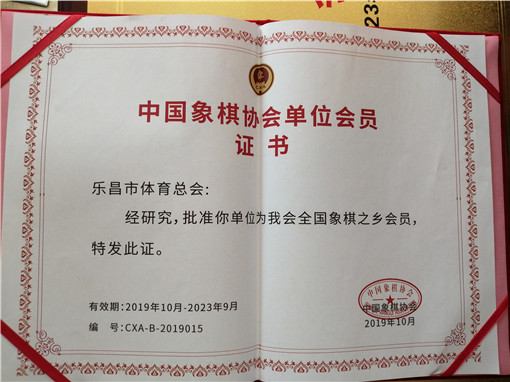 235
CXA
中国象棋协会单位会员
证书
乐昌市体育总会:
经研究,批准你单位为我会全国象棋之乡会员,
特发此证。
有效期:2019年10月-2023年9月
编 号:CXA-B-2019015
中国象棋协会
中国象棋协会
2019年10月